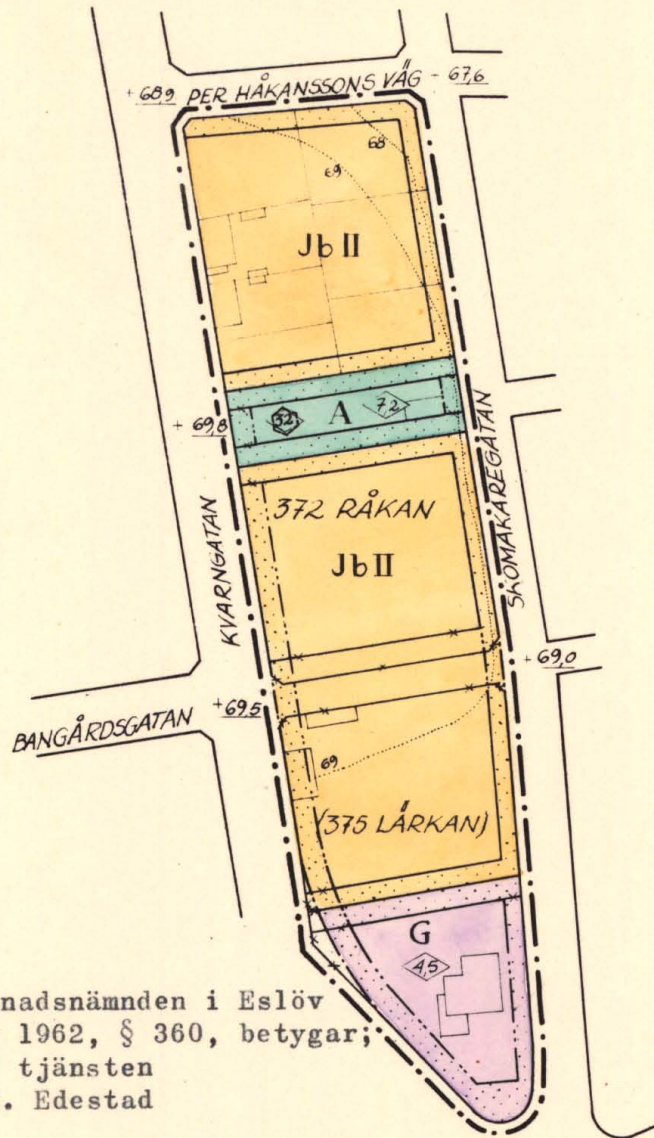 + 68,9 PER HÅKANSSONS VÄG - 67,6
68
69
Jb II
+ 69,8
32
A
7,2
SKOMAKAREGATAN
KVARNGATAN
372 RÅKAN
Jb II
+ 69,0
+ 69,5
BANGÅRDSGATAN
69
(375 LÄRKAN)
G
4,5
nadsnämnden i Eslöv
1962, § 360, betygar;
tjänsten
. Edestad